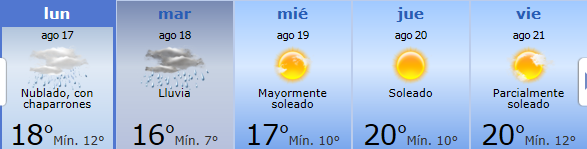 lun
ago 17
Nublado, con
chaparrones
18° Mín. 12°
mar
ago 18
Lluvia
16° Mín. 7°
mié
ago 19
Mayormente
soleado
17° Mín. 10°
jue
ago 20
Soleado
20° Mín. 10°
vie
ago 21
Parcialmente
soleado
20° Mín. 12°